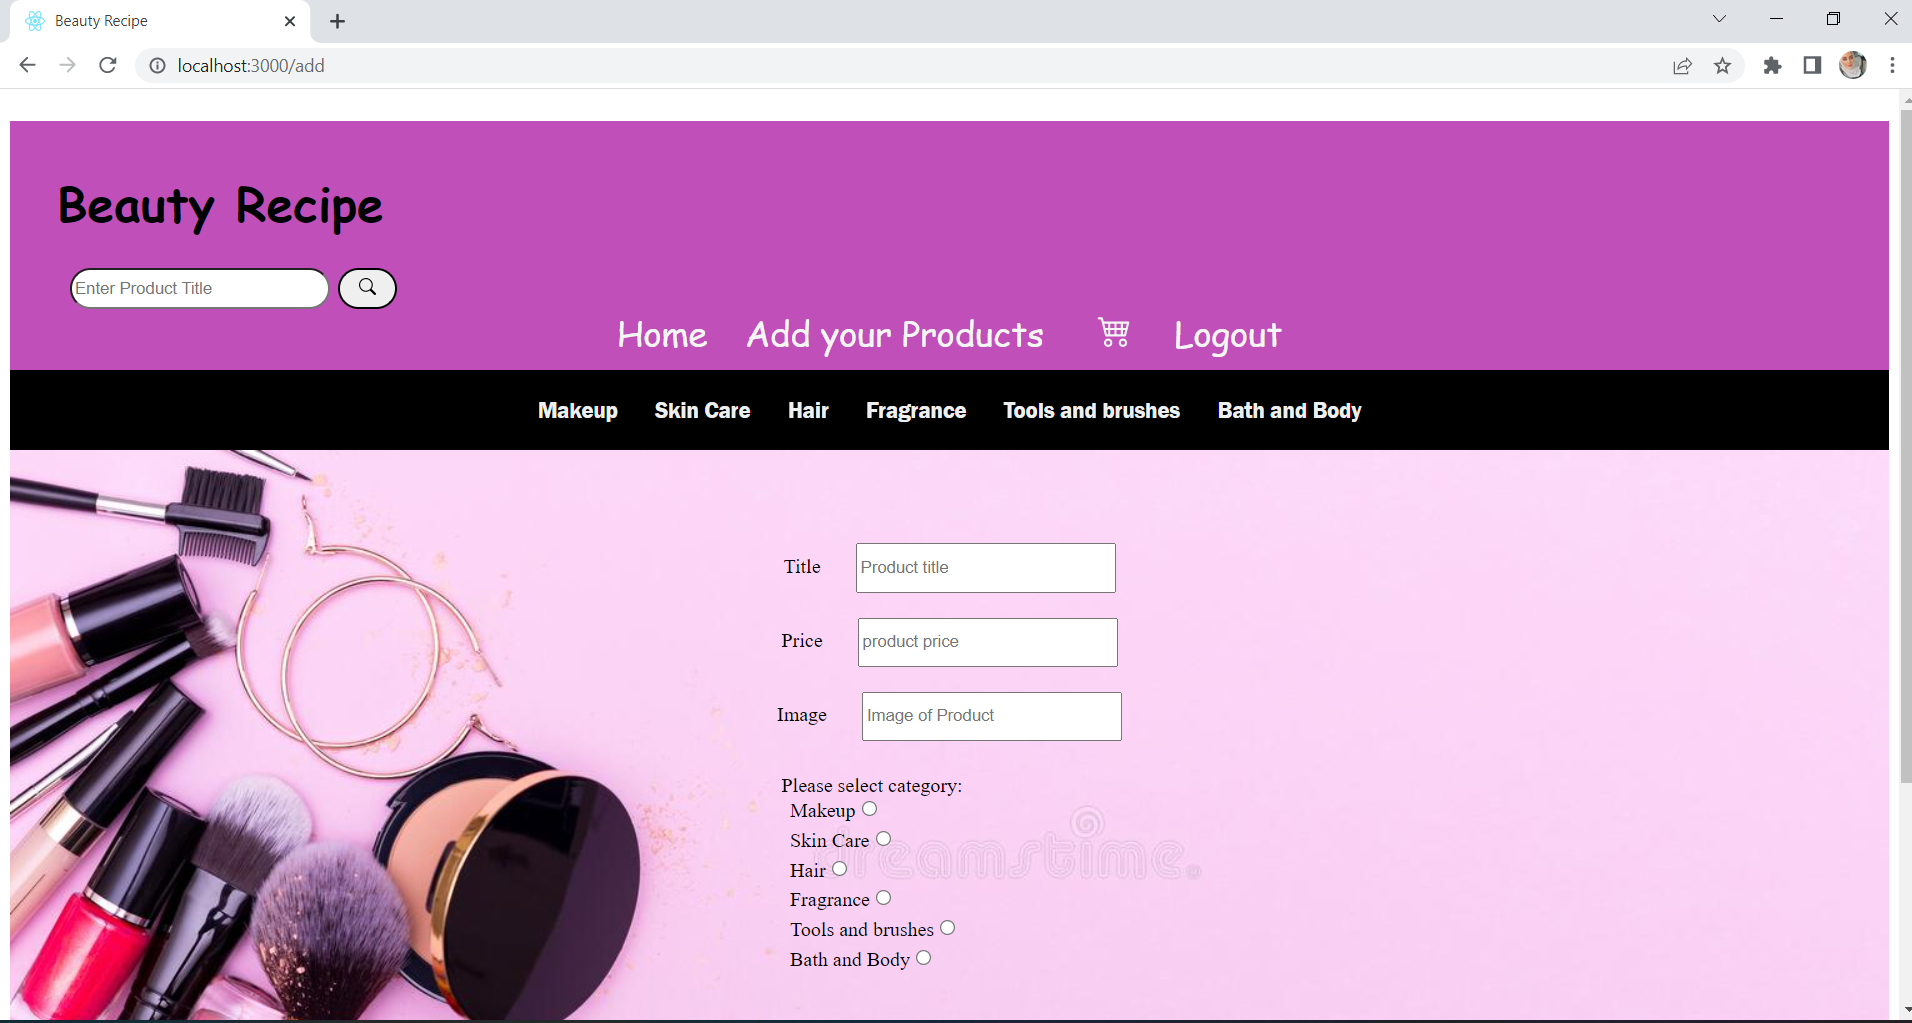 Beauty Recipe
localhost:3000/add
Beauty Recipe
Enter Product Title
Home Add your Products Logout
Makeup Skin Care Hair Fragrance Tools and brushes Bath and Body
Title Product title
Price product price
Image Image of Product
Please select category:
Makeup
Skin Care
dreamstime.
Hair
Fragrance
Tools and brushes
Bath and Body